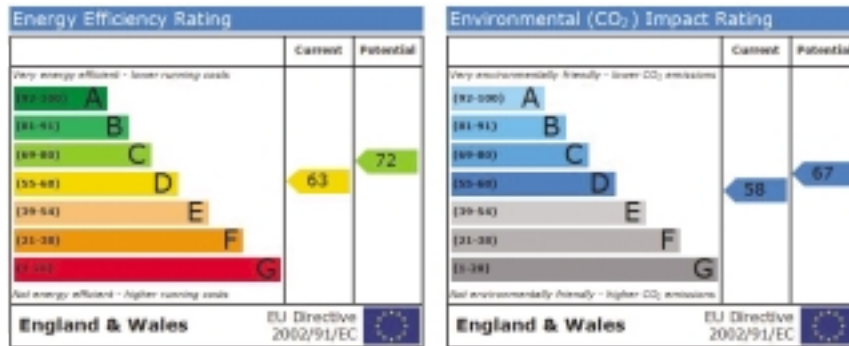 Energy Efficiency Rating
Current Potential
Very energy efficient - lower running costs
(92-100) A
(81-91) B
(69-80) C
(55-68) D
(39-54) E
(21-38) F
(1-20) G
63
72
Not energy efficient - higher running costs
England & Wales
EU Directive
2002/91/EC
Environmental (CO₂) Impact Rating
Current Potential
Very environmentally friendly - lower CO₂ emissions
(92-100) A
(81-91) B
(69-80) C
(55-68) D
(39-54) E
(21-38) F
(1-20) G
58
67
Not environmentally friendly - higher CO₂ emissions
England & Wales
EU Directive
2002/91/EC